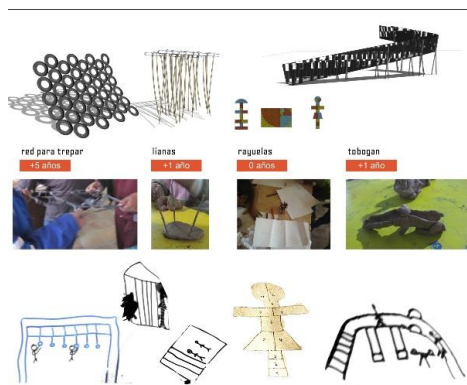 red para trepar
+5 años
lianas
+1 año
rayuelas
0 años
tobogan
+1 año